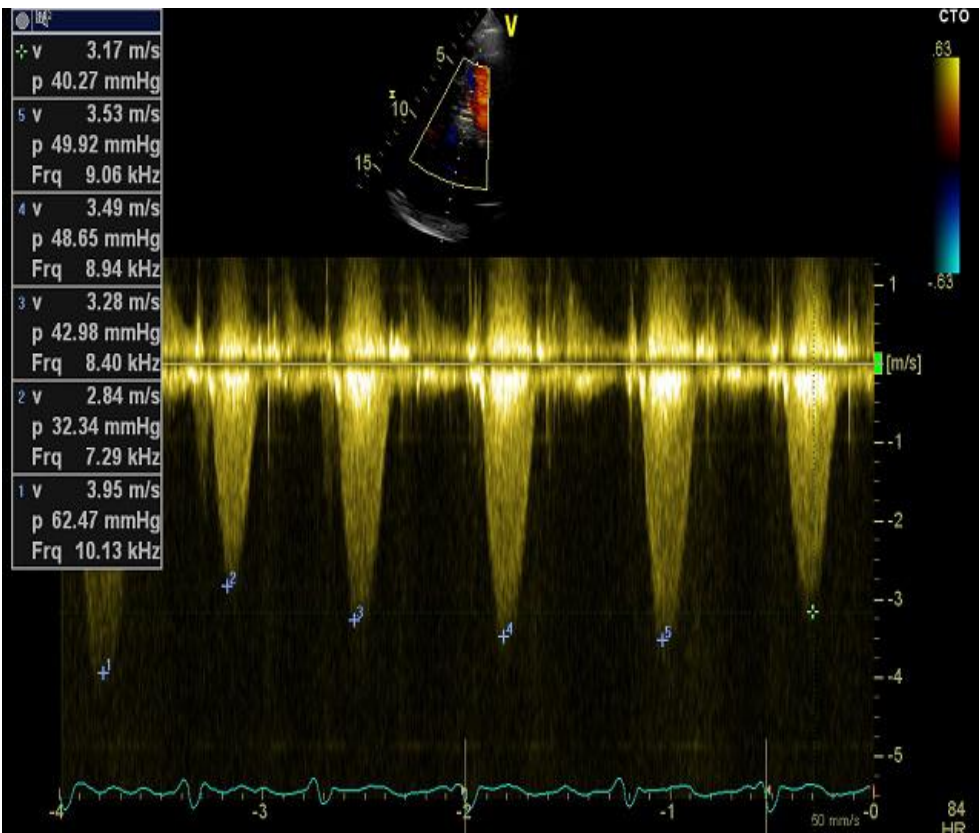 V
CTO
v 3.17 m/s
p 40.27 mmHg
5 v 3.53 m/s
p 49.92 mmHg
Frq 9.06 kHz
4 v 3.49 m/s
p 48.65 mmHg
Frq 8.94 kHz
3 v 3.28 m/s
p 42.98 mmHg
Frq 8.40 kHz
2 v 2.84 m/s
p 32.34 mmHg
Frq 7.29 kHz
1 v 3.95 m/s
p 62.47 mmHg
Frq 10.13 kHz
5
10
15
.63
-.63
1
[m/s]
-1
-2
-3
-4
-5
1
2
3
4
5
-4
-3
-2
-1
-0
50 mm/s
84
HR